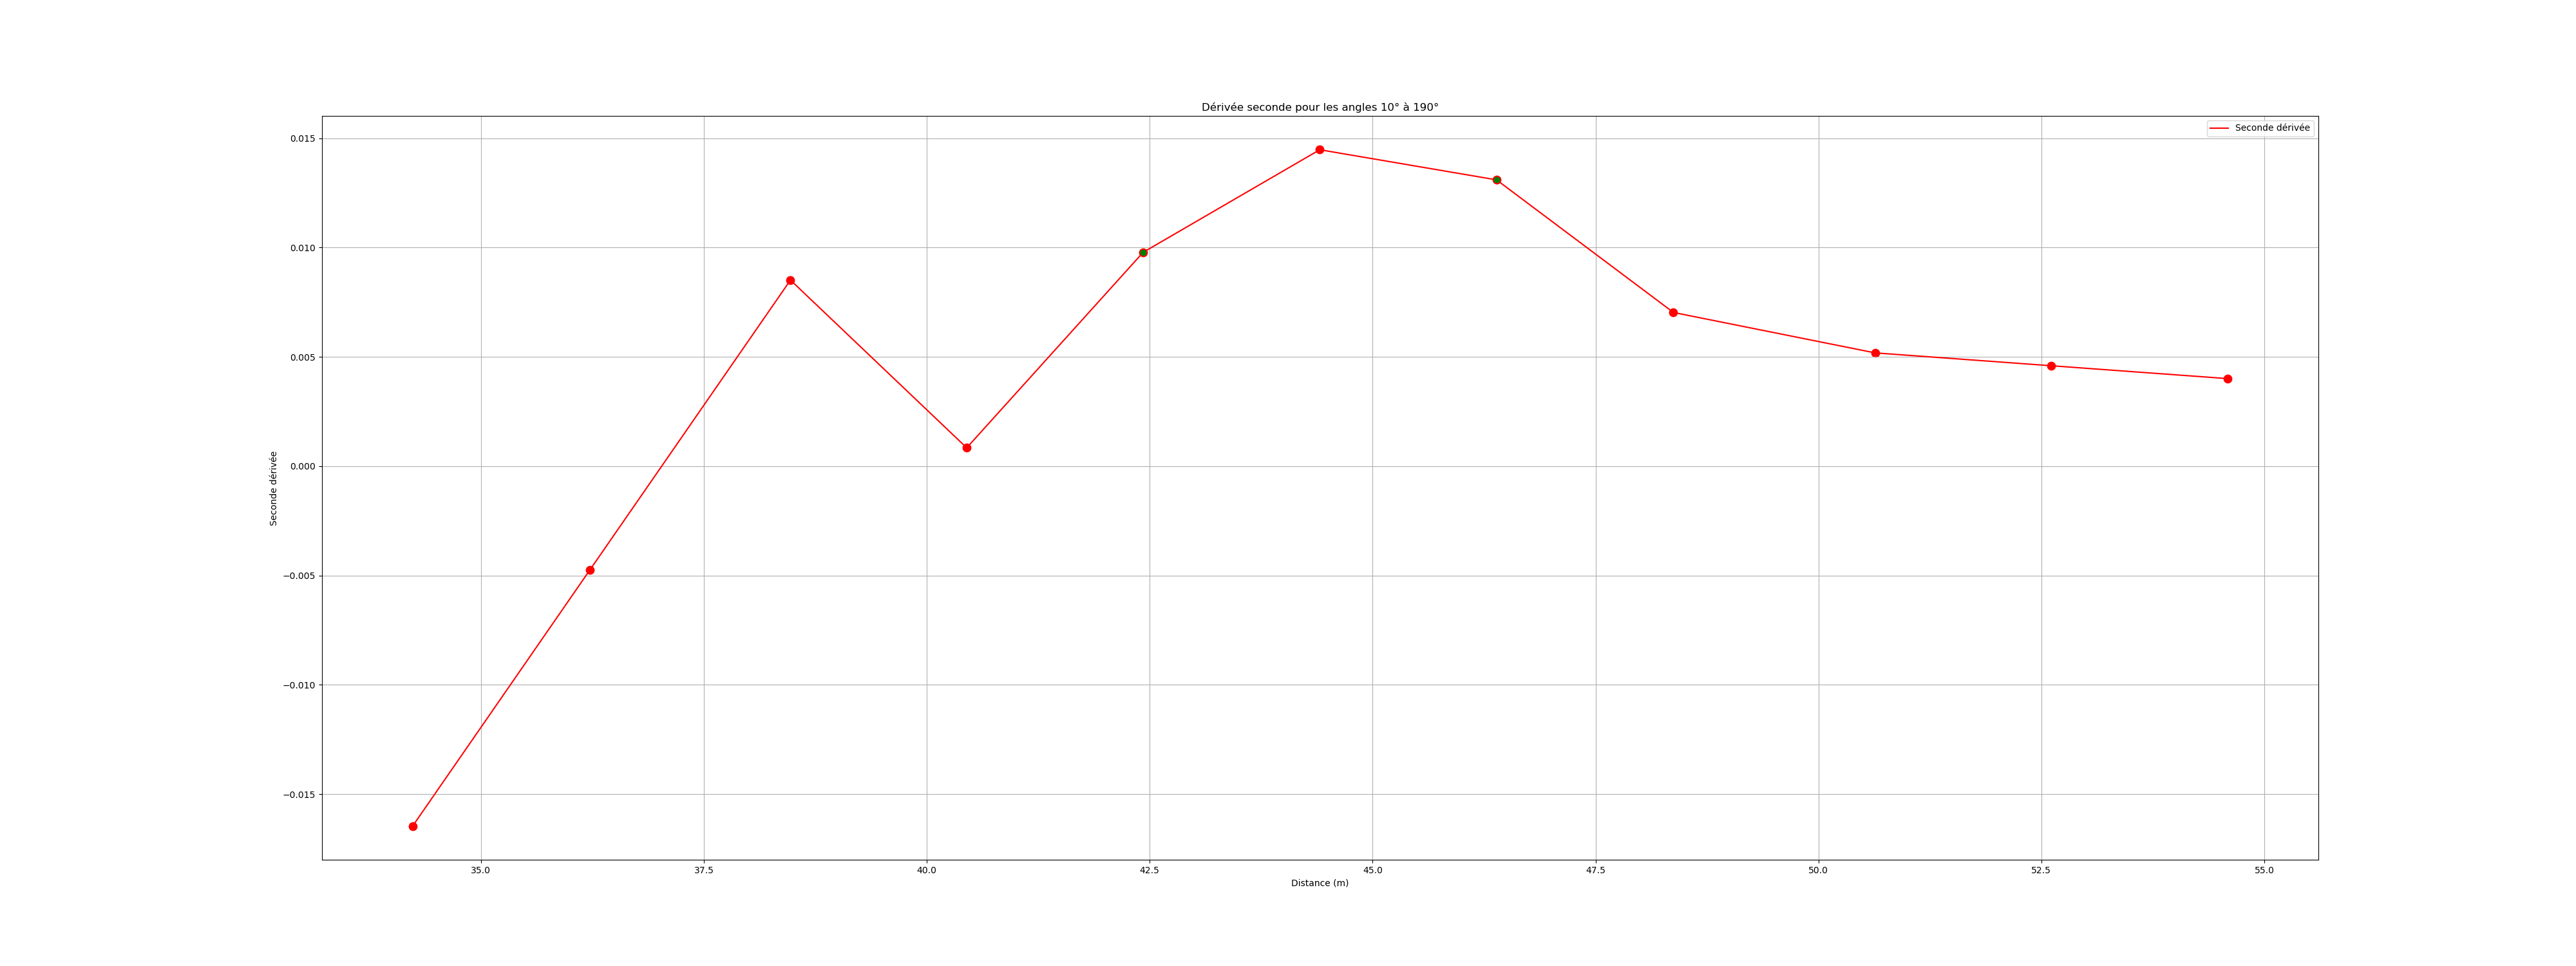 Dérivée seconde pour les angles 10° à 190°
Seconde dérivée
0.015
0.010
0.005
0.000
−0.005
−0.010
−0.015
Seconde dérivée
35.0 37.5 40.0 42.5 45.0 47.5 50.0 52.5 55.0
Distance (m)